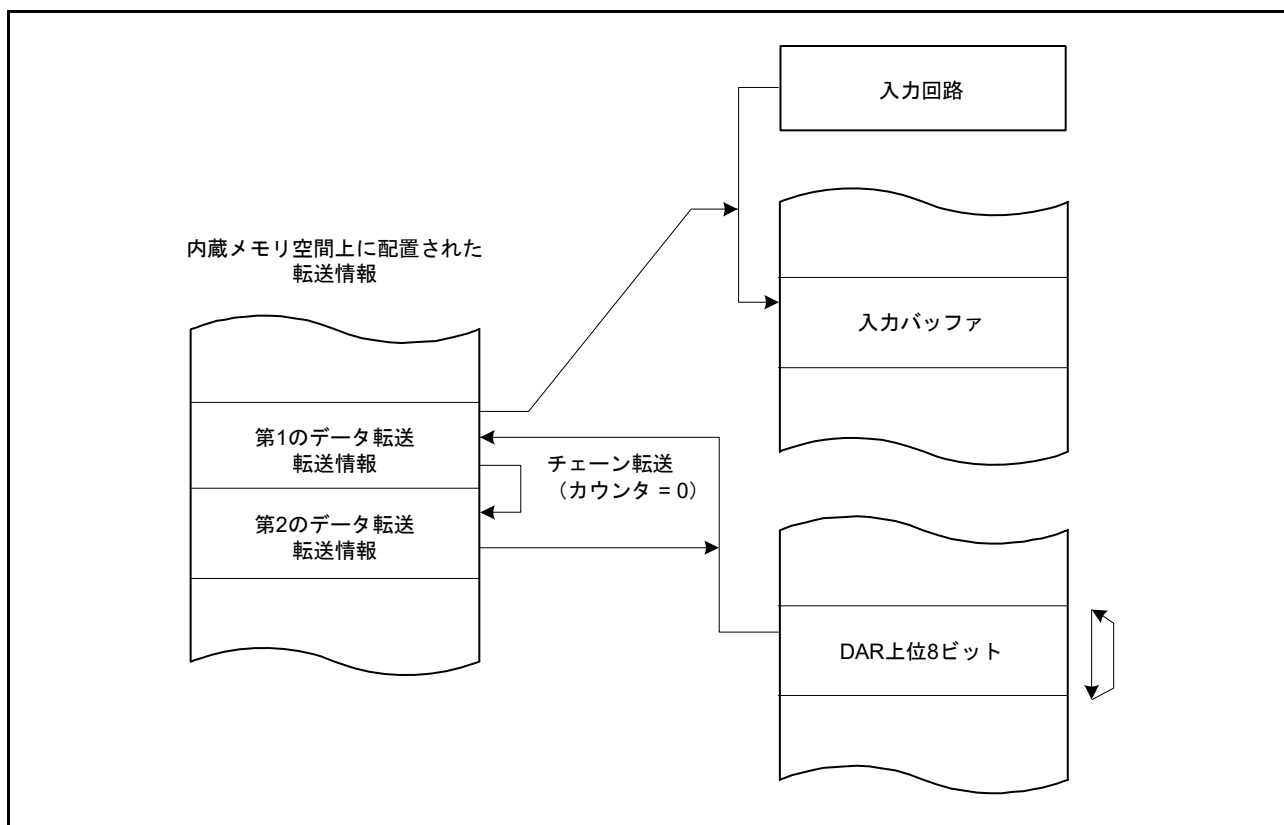 入力回路
内蔵メモリ空間上に配置された
転送情報
入力バッファ
第1のデータ転送
転送情報
チェーン転送
（カウンタ = 0）
第2のデータ転送
転送情報
DAR上位8ビット